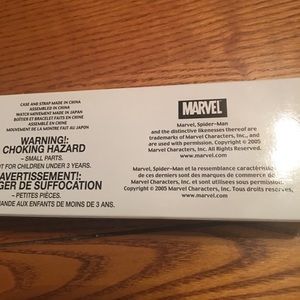 CASE AND STRAP MADE IN CHINA
ASSEMBLED IN CHINA
WATCH MOVEMENT MADE IN JAPAN
BOÎTIER ET BRACELET FAITS EN CHINE
ASSEMBLÉ EN CHINE
MOUVEMENT DE LA MONTRE FAIT AU JAPON
WARNING!:
CHOKING HAZARD
– SMALL PARTS.
T FOR CHILDREN UNDER 3 YEARS.
AVERTISSEMENT!:
GER DE SUFFOCATION
– PETITES PIÈCES.
ANDE AUX ENFANTS DE MOINS DE 3 ANS.
MARVEL
Marvel, Spider-Man
and the distinctive likenesses thereof are
trademarks of Marvel Characters, Inc., and
are used with permission. Copyright © 2005
Marvel Characters, Inc. All Rights Reserved.
www.marvel.com
Marvel, Spider-Man et la ressemblance caractéris
de ces derniers sont des marques de commerce de
Marvel Characters, Inc. et sont utilisées sous permission.
Copyright © 2005 Marvel Characters, Inc. Tous droits réservés.
www.marvel.com